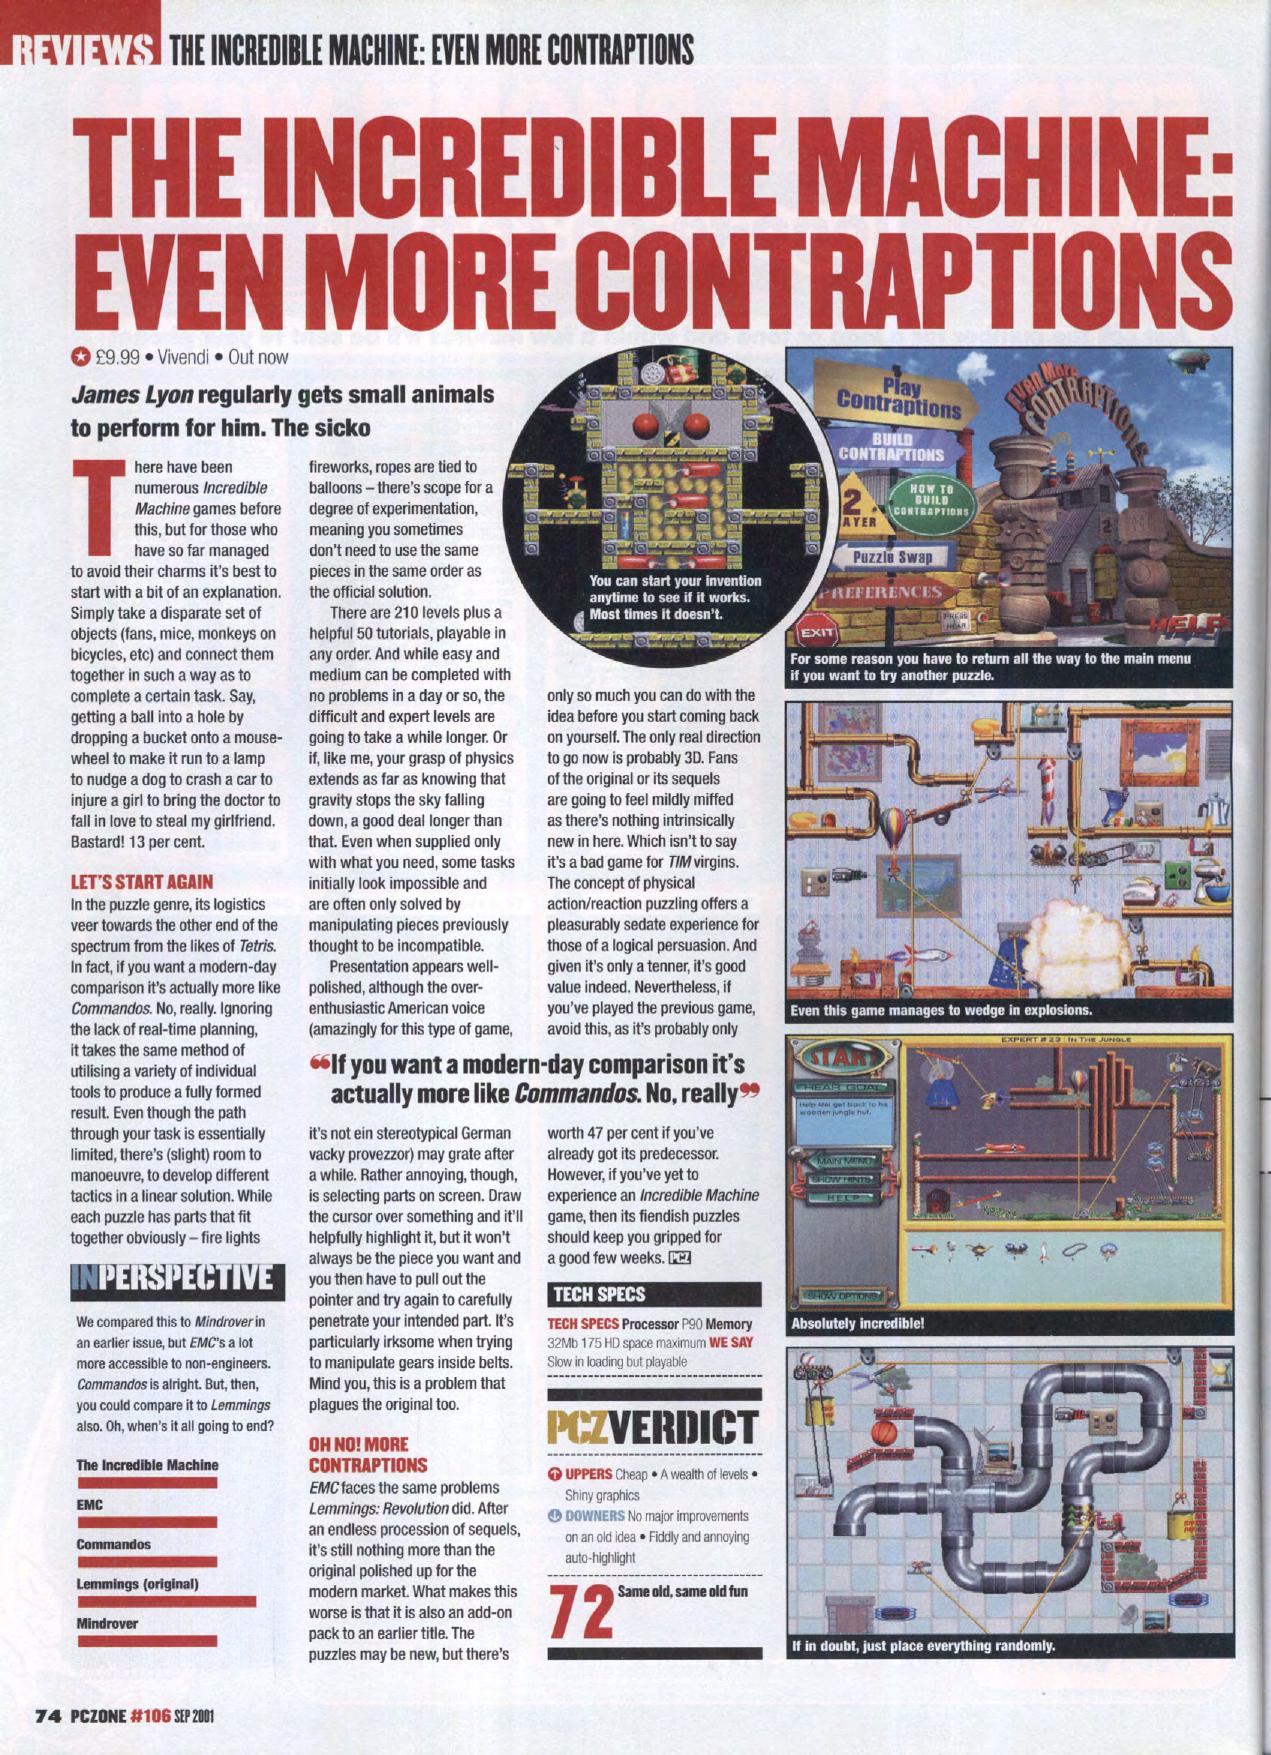 REVIEWS THE INCREDIBLE MACHINE: EVEN MORE CONTRAPTIONS
THE INCREDIBLE MACHINE:
EVEN MORE CONTRAPTIONS
£9.99 • Vivendi • Out now
James Lyon regularly gets small animals
to perform for him. The sicko
There have been
numerous Incredible
Machine games before
this, but for those who
have so far managed
to avoid their charms it's best to
start with a bit of an explanation.
Simply take a disparate set of
objects (fans, mice, monkeys on
bicycles, etc) and connect them
together in such a way as to
complete a certain task. Say,
getting a ball into a hole by
dropping a bucket onto a mouse-
wheel to make it run to a lamp
to nudge a dog to crash a car to
injure a girl to bring the doctor to
fall in love to steal my girlfriend.
Bastard! 13 per cent.
LET'S START AGAIN
In the puzzle genre, its logistics
veer towards the other end of the
spectrum from the likes of Tetris.
In fact, if you want a modern-day
comparison it's actually more like
Commandos. No, really. Ignoring
the lack of real-time planning,
it takes the same method of
utilising a variety of individual
tools to produce a fully formed
result. Even though the path
through your task is essentially
limited, there's (slight) room to
manoeuvre, to develop different
tactics in a linear solution. While
each puzzle has parts that fit
together obviously – fire lights
INPERSPECTIVE
We compared this to Mindrover in
an earlier issue, but EMC's a lot
more accessible to non-engineers.
Commandos is alright. But, then,
you could compare it to Lemmings
also. Oh, when's it all going to end?
The Incredible Machine
EMC
Commandos
Lemmings (original)
Mindrover
fireworks, ropes are tied to
balloons – there's scope for a
degree of experimentation,
meaning you sometimes
don't need to use the same
pieces in the same order as
the official solution.
There are 210 levels plus a
helpful 50 tutorials, playable in
any order. And while easy and
medium can be completed with
no problems in a day or so, the
difficult and expert levels are
going to take a while longer. Or
if, like me, your grasp of physics
extends as far as knowing that
gravity stops the sky falling
down, a good deal longer than
that. Even when supplied only
with what you need, some tasks
initially look impossible and
are often only solved by
manipulating pieces previously
thought to be incompatible.
Presentation appears well-
polished, although the over-
enthusiastic American voice
(amazingly for this type of game,
❝If you want a modern-day comparison it's
actually more like Commandos. No, really❞
it's not ein stereotypical German
vacky provezzor) may grate after
a while. Rather annoying, though,
is selecting parts on screen. Draw
the cursor over something and it'll
helpfully highlight it, but it won't
always be the piece you want and
you then have to pull out the
pointer and try again to carefully
penetrate your intended part. It's
particularly irksome when trying
to manipulate gears inside belts.
Mind you, this is a problem that
plagues the original too.
OH NO! MORE
CONTRAPTIONS
EMC faces the same problems
Lemmings: Revolution did. After
an endless procession of sequels,
it's still nothing more than the
original polished up for the
modern market. What makes this
worse is that it is also an add-on
pack to an earlier title. The
puzzles may be new, but there's
You can start your invention
anytime to see if it works.
Most times it doesn't.
only so much you can do with the
idea before you start coming back
on yourself. The only real direction
to go now is probably 3D. Fans
of the original or its sequels
are going to feel mildly miffed
as there's nothing intrinsically
new in here. Which isn't to say
it's a bad game for TIM virgins.
The concept of physical
action/reaction puzzling offers a
pleasurably sedate experience for
those of a logical persuasion. And
given it's only a tenner, it's good
value indeed. Nevertheless, if
you've played the previous game,
avoid this, as it's probably only
worth 47 per cent if you've
already got its predecessor.
However, if you've yet to
experience an Incredible Machine
game, then its fiendish puzzles
should keep you gripped for
a good few weeks. PCZ
TECH SPECS
TECH SPECS Processor P90 Memory
32Mb 175 HD space maximum WE SAY
Slow in loading but playable
PCZVERDICT
UPPERS Cheap • A wealth of levels •
Shiny graphics
DOWNERS No major improvements
on an old idea • Fiddly and annoying
auto-highlight
72 Same old, same old fun
Play
Contraptions
BUILD
CONTRAPTIONS
HOW TO
BUILD
CONTRAPTIONS
2
AYER
Puzzle Swap
PREFERENCES
EXIT
PRESS
HEAR
HELP
EVEN MORE
CONTRAPTIONS
2
For some reason you have to return all the way to the main menu
if you want to try another puzzle.
Even this game manages to wedge in explosions.
EXPERT # 23: IN THE JUNGLE
START
HEAR GOAL
Help Mel get back to his
wooden jungle hut.
MAIN MENU
SHOW HINTS
HELP
SHOW OPTIONS
Absolutely incredible!
If in doubt, just place everything randomly.
74 PCZONE #106 SEP 2001